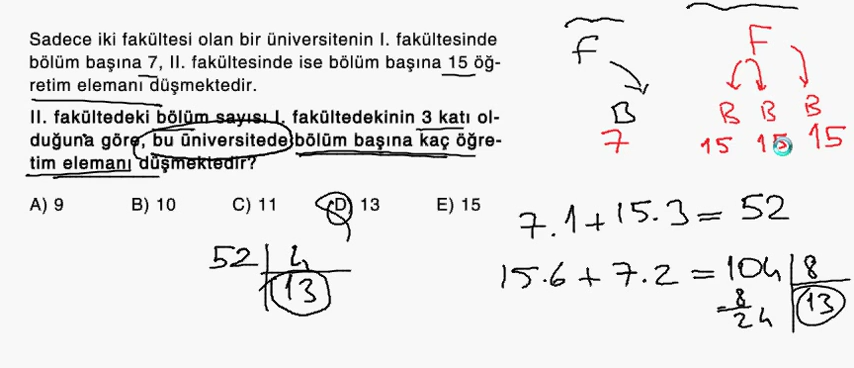 Sadece iki fakültesi olan bir üniversitenin I. fakültesinde
bölüm başına 7, II. fakültesinde ise bölüm başına 15 öğ-
retim elemanı düşmektedir.
II. fakültedeki bölüm sayısı I. fakültedekinin 3 katı ol-
duğuna göre, bu üniversitede bölüm başına kaç öğre-
tim elemanı düşmektedir?
A) 9 B) 10 C) 11 D) 13 E) 15
F
B
7
F
B B B
15 15 15
7.1+15.3=52
52 4
13
15.6+7.2=104 8
8 13
24